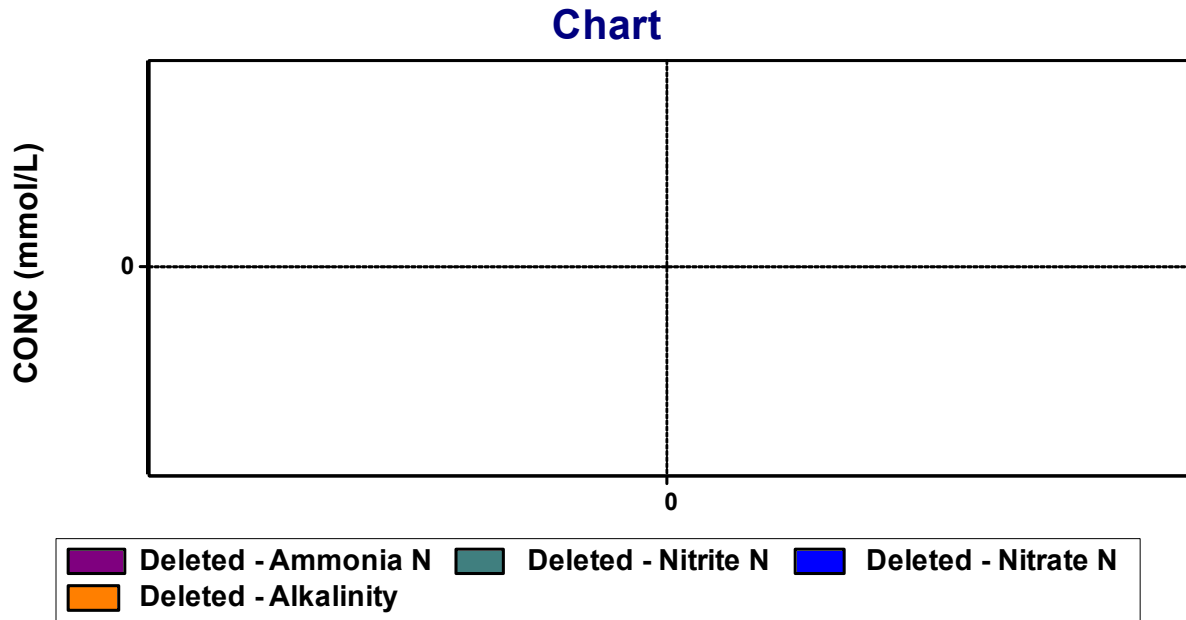 Chart
CONC (mmol/L)
0
0
Deleted - Ammonia N Deleted - Nitrite N Deleted - Nitrate N
Deleted - Alkalinity